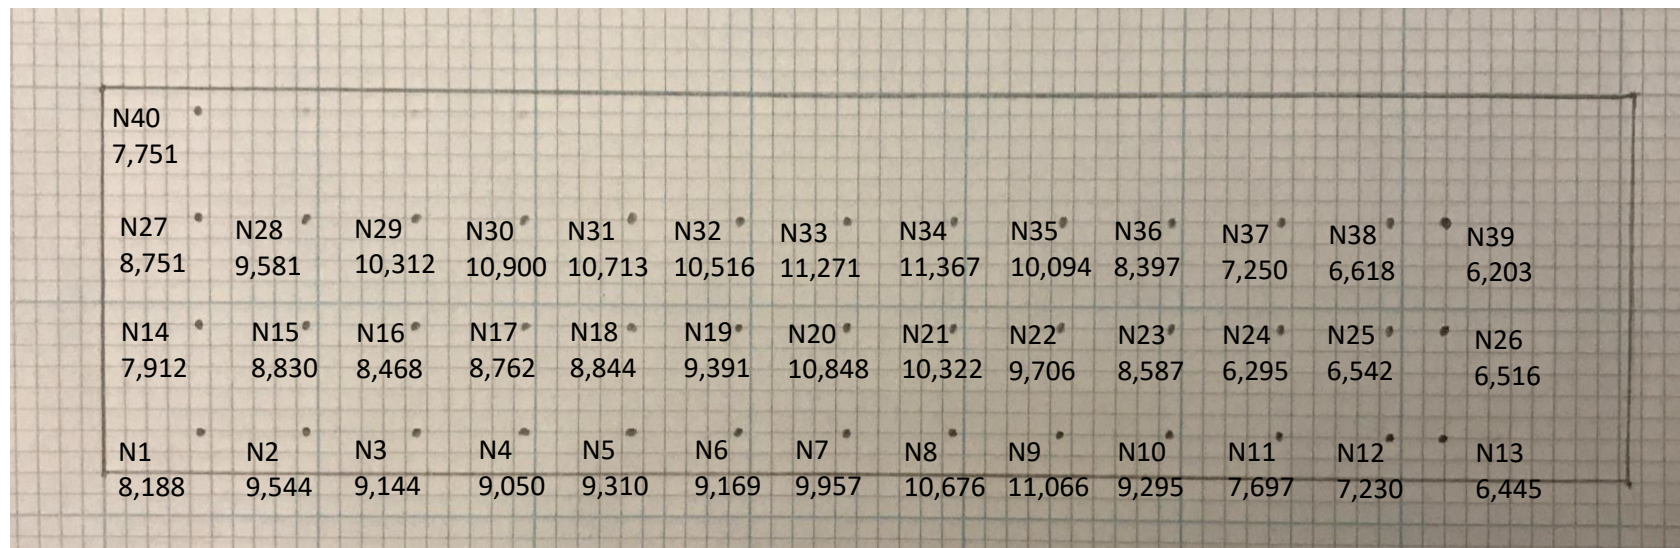 N40
7,751
N27 N28 N29 N30 N31 N32 N33 N34 N35 N36 N37 N38 N39
8,751 9,581 10,312 10,900 10,713 10,516 11,271 11,367 10,094 8,397 7,250 6,618 6,203
N14 N15 N16 N17 N18 N19 N20 N21 N22 N23 N24 N25 N26
7,912 8,830 8,468 8,762 8,844 9,391 10,848 10,322 9,706 8,587 6,295 6,542 6,516
N1 N2 N3 N4 N5 N6 N7 N8 N9 N10 N11 N12 N13
8,188 9,544 9,144 9,050 9,310 9,169 9,957 10,676 11,066 9,295 7,697 7,230 6,445